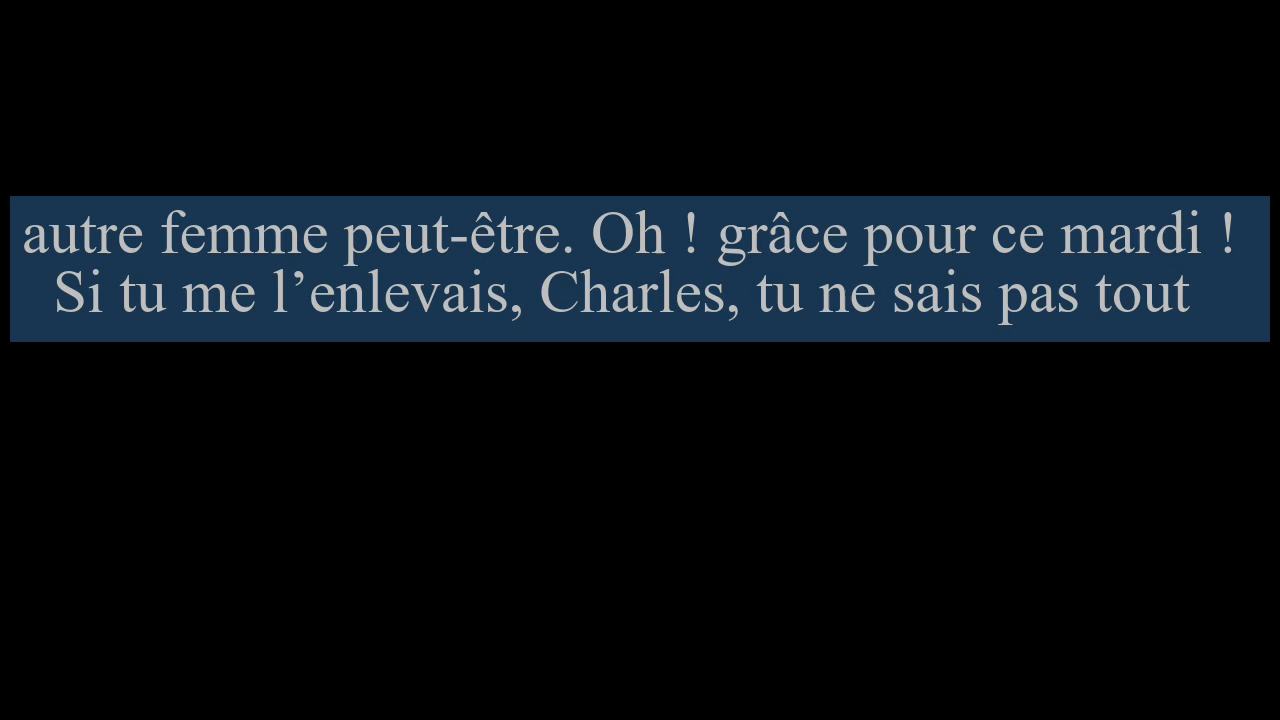 autre femme peut-être. Oh ! grâce pour ce mardi !
Si tu me l’enlevais, Charles, tu ne sais pas tout